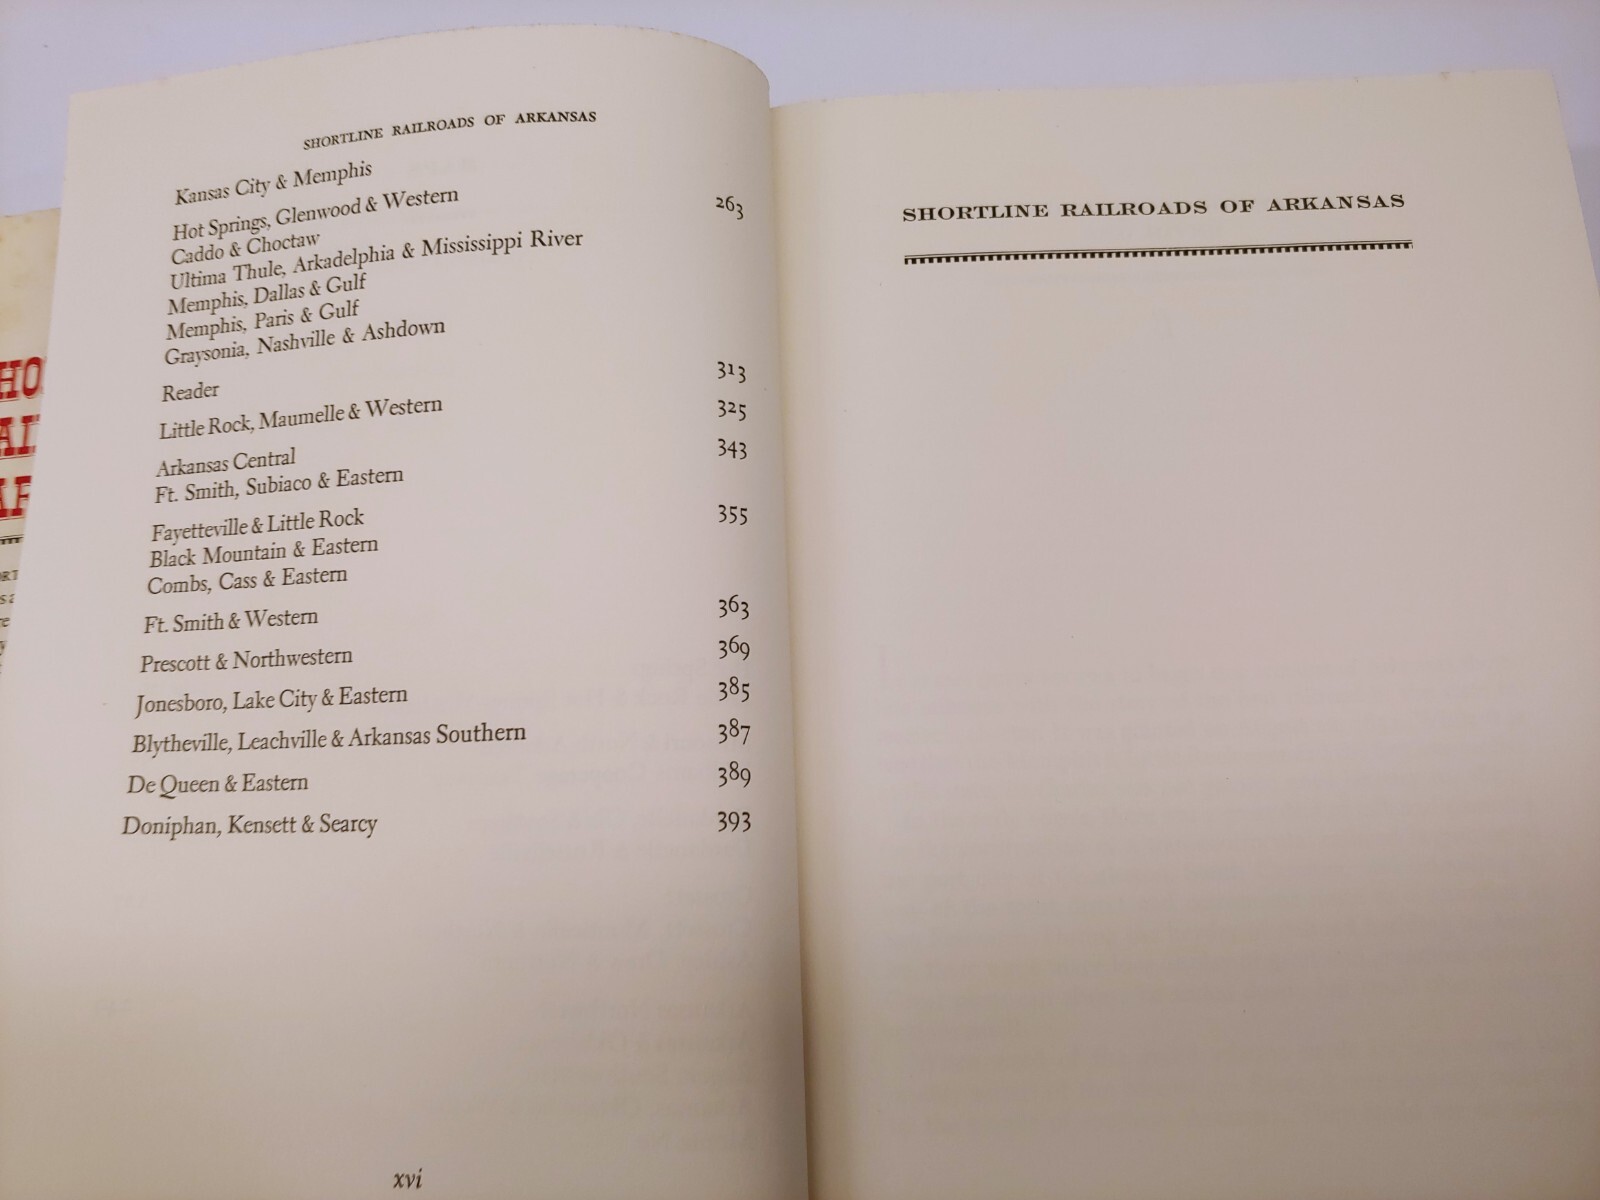 SHORTLINE RAILROADS OF ARKANSAS
Kansas City & Memphis
Hot Springs, Glenwood & Western 263
Caddo & Choctaw
Ultima Thule, Arkadelphia & Mississippi River
Memphis, Dallas & Gulf
Memphis, Paris & Gulf
Graysonia, Nashville & Ashdown
Reader 313
Little Rock, Maumelle & Western 325
Arkansas Central 343
Ft. Smith, Subiaco & Eastern
Fayetteville & Little Rock 355
Black Mountain & Eastern
Combs, Cass & Eastern
Ft. Smith & Western 363
Prescott & Northwestern 369
Jonesboro, Lake City & Eastern 385
Blytheville, Leachville & Arkansas Southern 387
De Queen & Eastern 389
Doniphan, Kensett & Searcy 393
xvi
SHORTLINE RAILROADS OF ARKANSAS